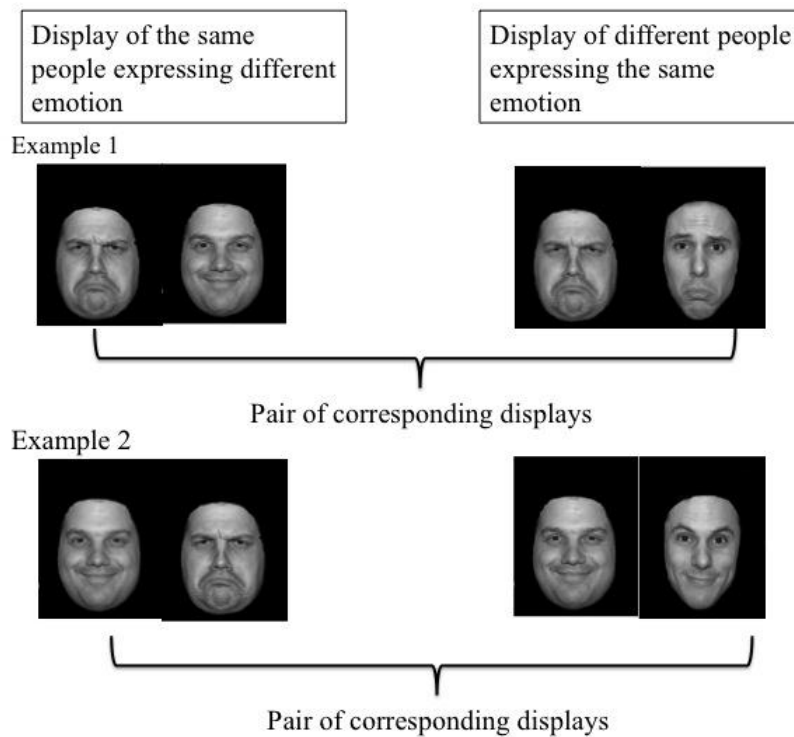 Display of the same
people expressing different
emotion
Display of different people
expressing the same
emotion
Example 1
Pair of corresponding displays
Example 2
Pair of corresponding displays